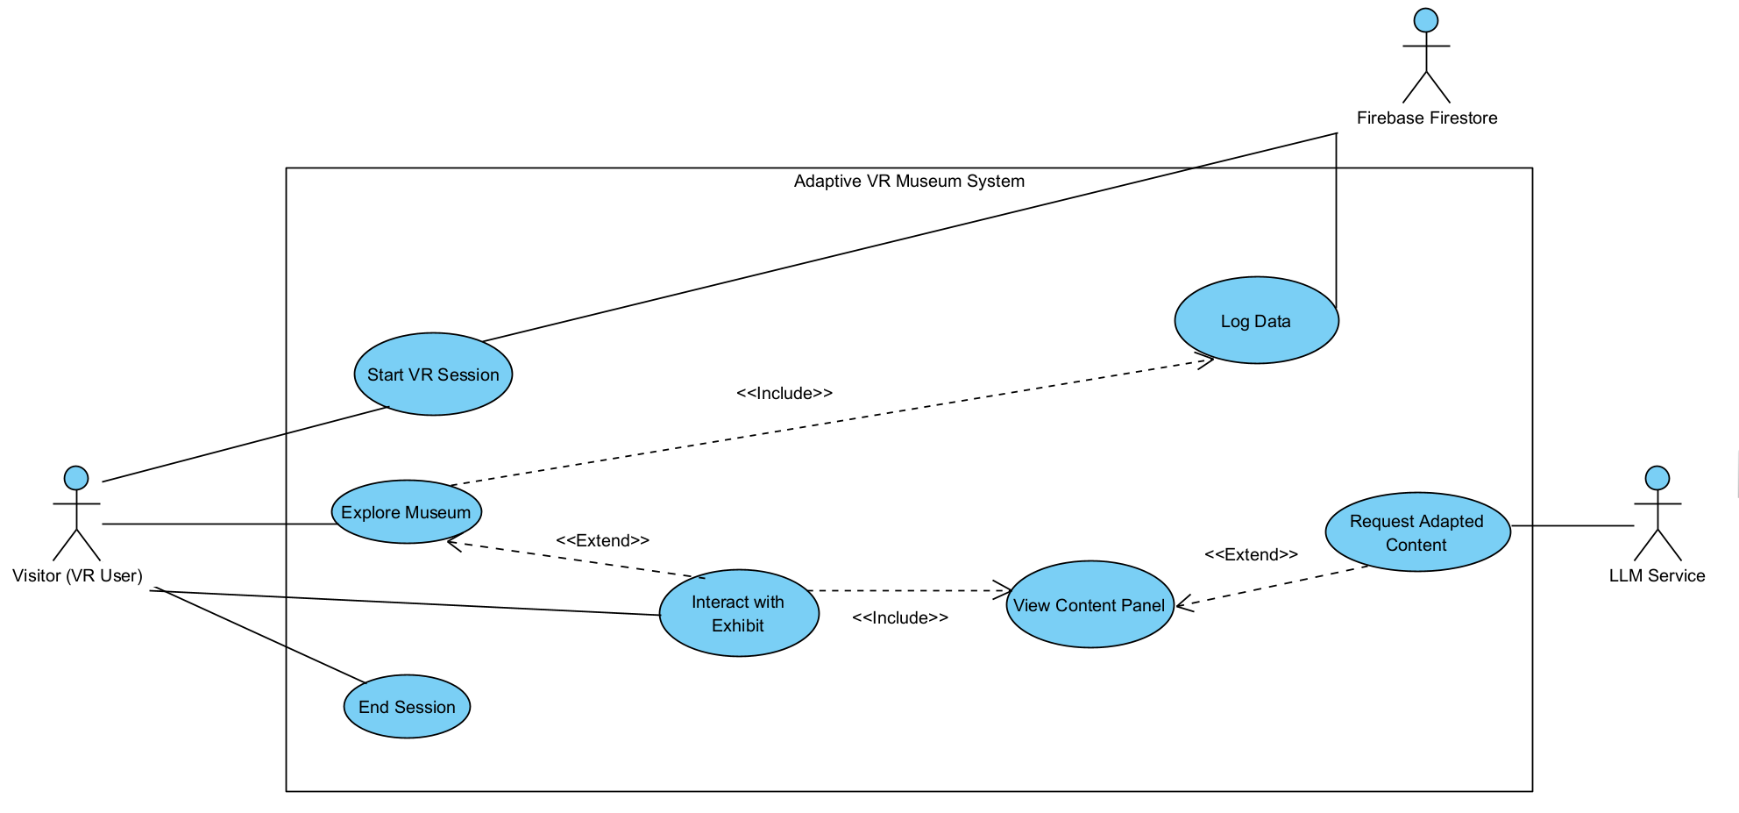 Firebase Firestore
Adaptive VR Museum System
Log Data
Start VR Session
<<Include>>
Explore Museum
<<Extend>>
Request Adapted
Content
<<Extend>>
Visitor (VR User)
LLM Service
Interact with
Exhibit
View Content Panel
<<Include>>
End Session